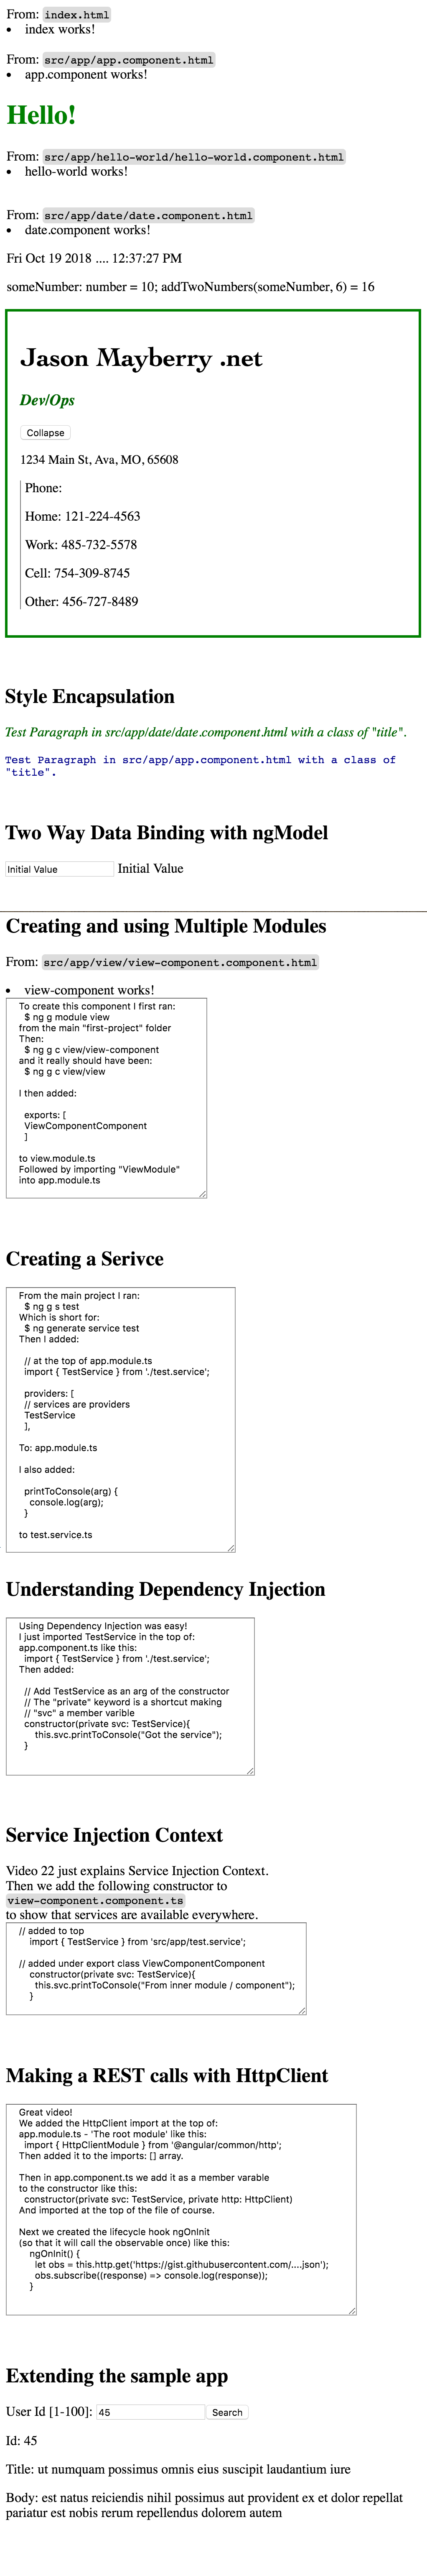 From: index.html
• index works!
From: src/app/app.component.html
• app.component works!
Hello!
From: src/app/hello-world/hello-world.component.html
• hello-world works!
From: src/app/date/date.component.html
• date.component works!
Fri Oct 19 2018 .... 12:37:27 PM
someNumber: number = 10; addTwoNumbers(someNumber, 6) = 16
Jason Mayberry .net
Dev/Ops
Collapse
1234 Main St, Ava, MO, 65608
Phone:
Home: 121-224-4563
Work: 485-732-5578
Cell: 754-309-8745
Other: 456-727-8489
Style Encapsulation
Test Paragraph in src/app/date/date.component.html with a class of "title".
Test Paragraph in src/app/app.component.html with a class of
"title".
Two Way Data Binding with ngModel
Initial Value Initial Value
Creating and using Multiple Modules
From: src/app/view/view-component.component.html
• view-component works!
To create this component I first ran:
$ ng g module view
from the main "first-project" folder
Then:
$ ng g c view/view-component
and it really should have been:
$ ng g c view/view
I then added:
exports: [
ViewComponentComponent
]
to view.module.ts
Followed by importing "ViewModule"
into app.module.ts
Creating a Serivce
From the main project I ran:
$ ng g s test
Which is short for:
$ ng generate service test
Then I added:
// at the top of app.module.ts
import { TestService } from './test.service';
providers: [
// services are providers
TestService
],
To: app.module.ts
I also added:
printToConsole(arg) {
console.log(arg);
}
to test.service.ts
Understanding Dependency Injection
Using Dependency Injection was easy!
I just imported TestService in the top of:
app.component.ts like this:
import { TestService } from './test.service';
Then added:
// Add TestService as an arg of the constructor
// The "private" keyword is a shortcut making
// "svc" a member varible
constructor(private svc: TestService){
this.svc.printToConsole("Got the service");
}
Service Injection Context
Video 22 just explains Service Injection Context.
Then we add the following constructor to
view-component.component.ts
to show that services are available everywhere.
// added to top
import { TestService } from 'src/app/test.service';
// added under export class ViewComponentComponent
constructor(private svc: TestService){
this.svc.printToConsole("From inner module / component");
}
Making a REST calls with HttpClient
Great video!
We added the HttpClient import at the top of:
app.module.ts - 'The root module' like this:
import { HttpClientModule } from '@angular/common/http';
Then added it to the imports: [] array.
Then in app.component.ts we add it as a member varable
to the constructor like this:
constructor(private svc: TestService, private http: HttpClient)
And imported at the top of the file of course.
Next we created the lifecycle hook ngOnInit
(so that it will call the observable once) like this:
ngOnInit() {
let obs = this.http.get('https://gist.githubusercontent.com/....json');
obs.subscribe((response) => console.log(response));
}
Extending the sample app
User Id [1-100]: 45 Search
Id: 45
Title: ut numquam possimus omnis eius suscipit laudantium iure
Body: est natus reiciendis nihil possimus aut provident ex et dolor repellat
pariatur est nobis rerum repellendus dolorem autem